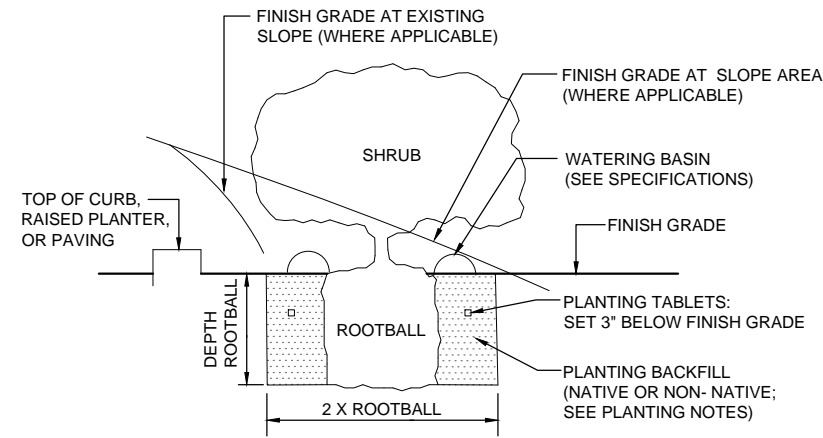 FINISH GRADE AT EXISTING
SLOPE (WHERE APPLICABLE)
FINISH GRADE AT SLOPE AREA
(WHERE APPLICABLE)
SHRUB
WATERING BASIN
(SEE SPECIFICATIONS)
TOP OF CURB,
RAISED PLANTER,
OR PAVING
FINISH GRADE
DEPTH
ROOTBALL
ROOTBALL
PLANTING TABLETS:
SET 3" BELOW FINISH GRADE
PLANTING BACKFILL
(NATIVE OR NON- NATIVE;
SEE PLANTING NOTES)
2 X ROOTBALL